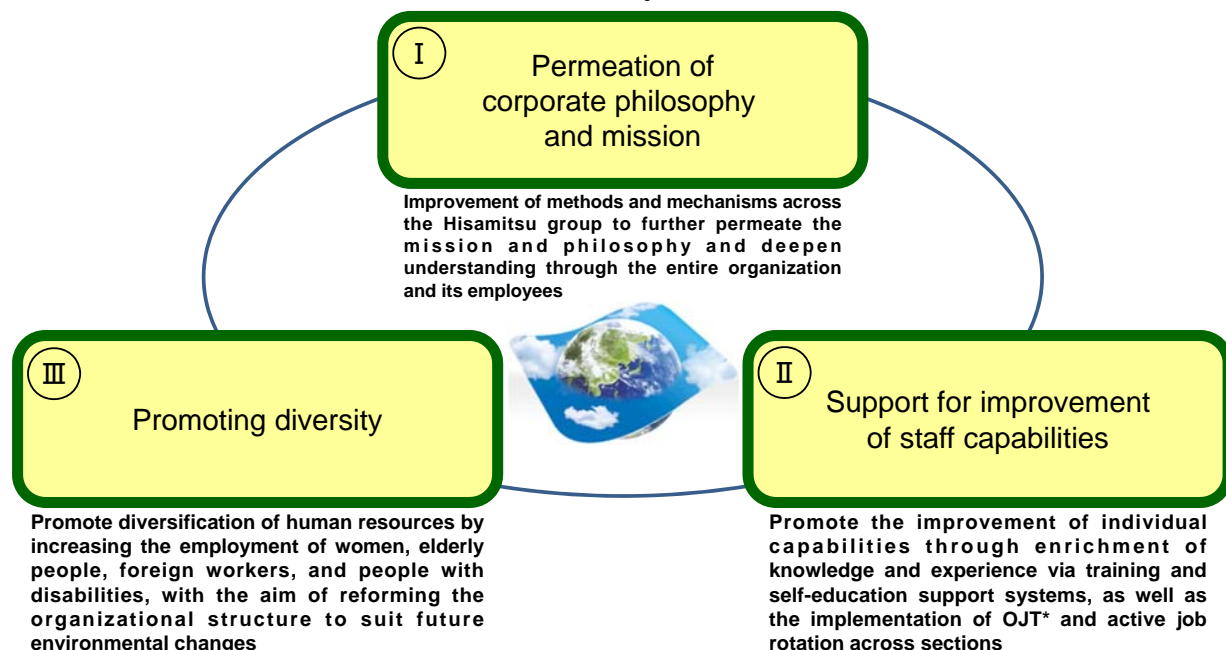 Ⅰ
Permeation of
corporate philosophy
and mission
Improvement of methods and mechanisms across
the Hisamitsu group to further permeate the
mission and philosophy and deepen
understanding through the entire organization
and its employees
Ⅲ
Promoting diversity
Promote diversification of human resources by
increasing the employment of women, elderly
people, foreign workers, and people with
disabilities, with the aim of reforming the
organizational structure to suit future
environmental changes
Ⅱ
Support for improvement
of staff capabilities
Promote the improvement of individual
capabilities through enrichment of
knowledge and experience via training and
self-education support systems, as well as
the implementation of OJT* and active job
rotation across sections